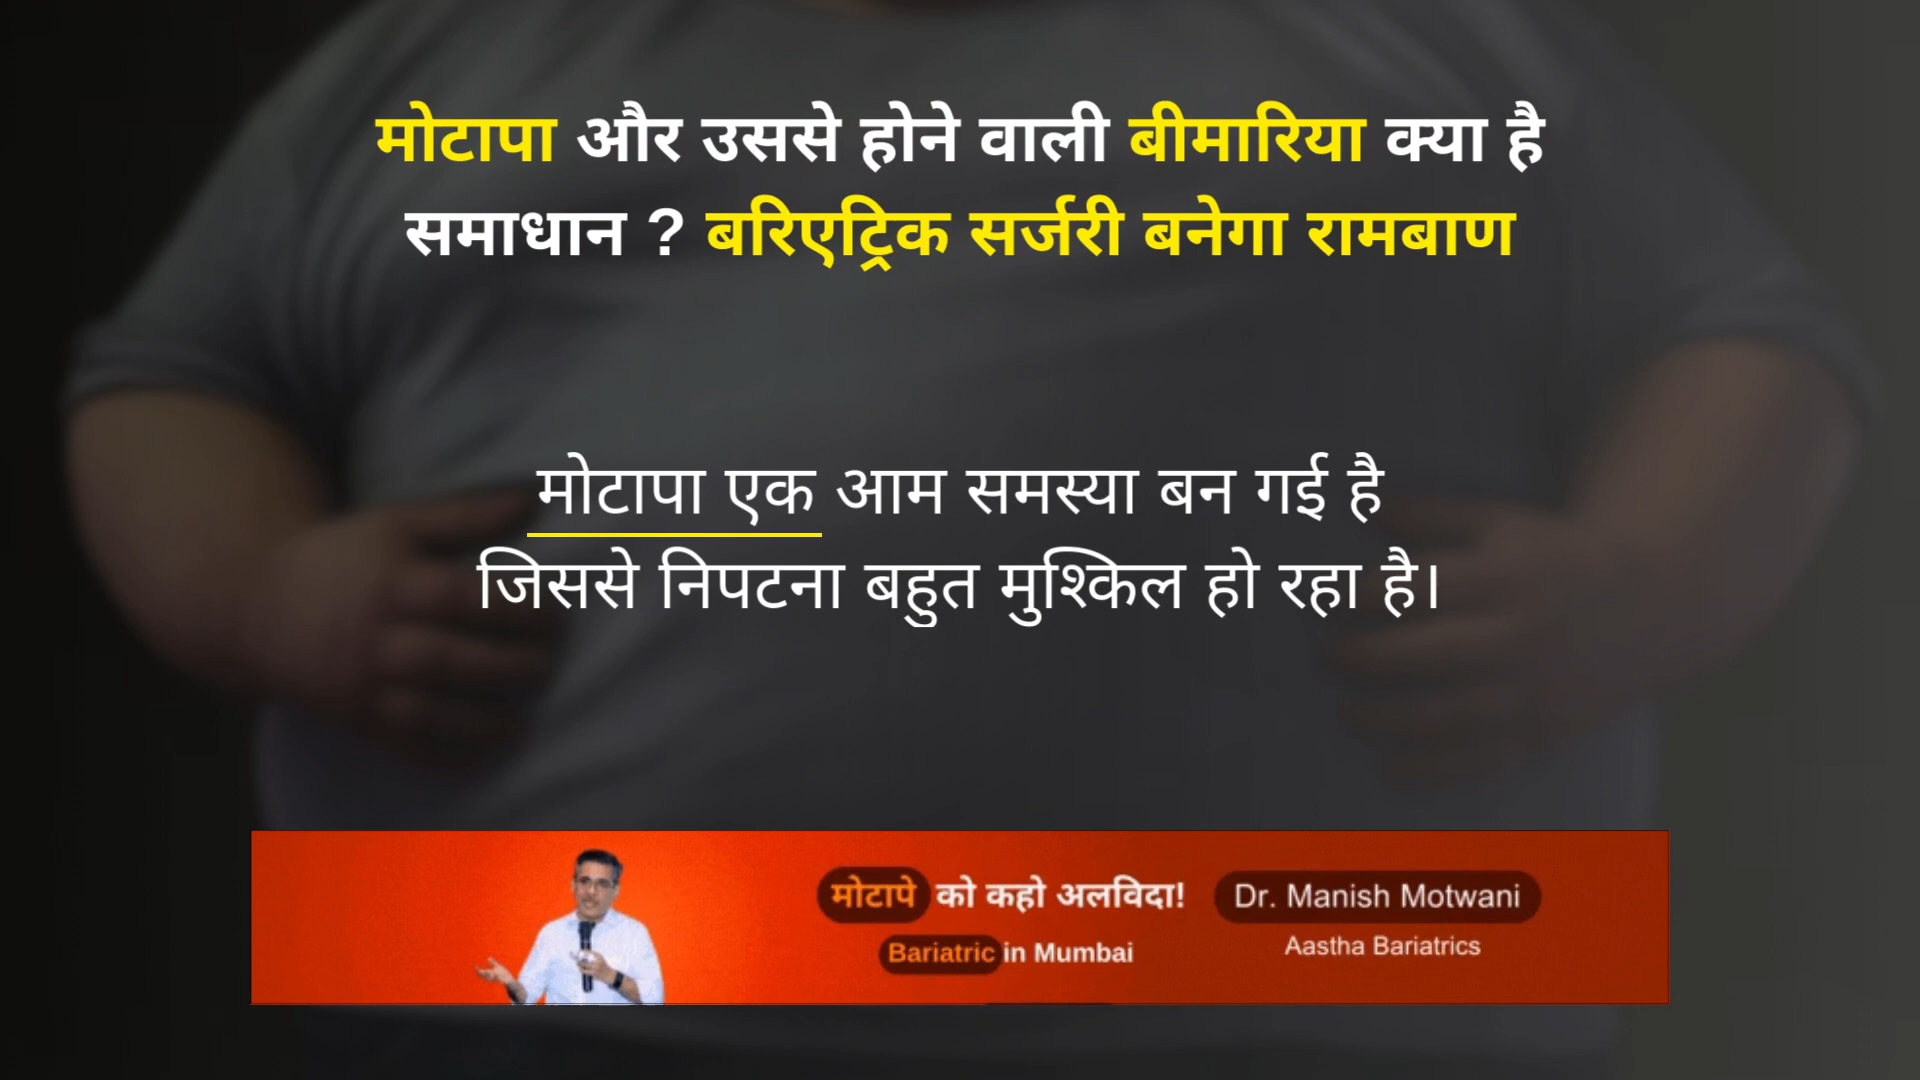 मोटापा और उससे होने वाली बीमारिया क्या है
समाधान ? बरिएट्रिक सर्जरी बनेगा रामबाण
मोटापा एक आम समस्या बन गई है
जिससे निपटना बहुत मुश्किल हो रहा है।
मोटापे को कहो अलविदा!
Bariatric in Mumbai
Dr. Manish Motwani
Aastha Bariatrics